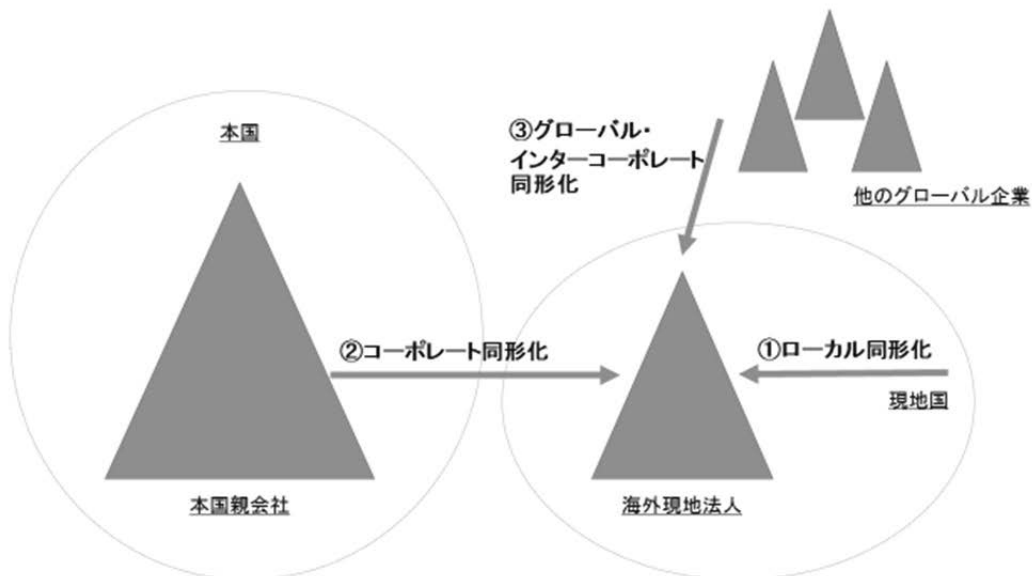 本国
③グローバル・
インターコーポレート
同形化
他のグローバル企業
②コーポレート同形化
①ローカル同形化
現地国
本国親会社
海外現地法人